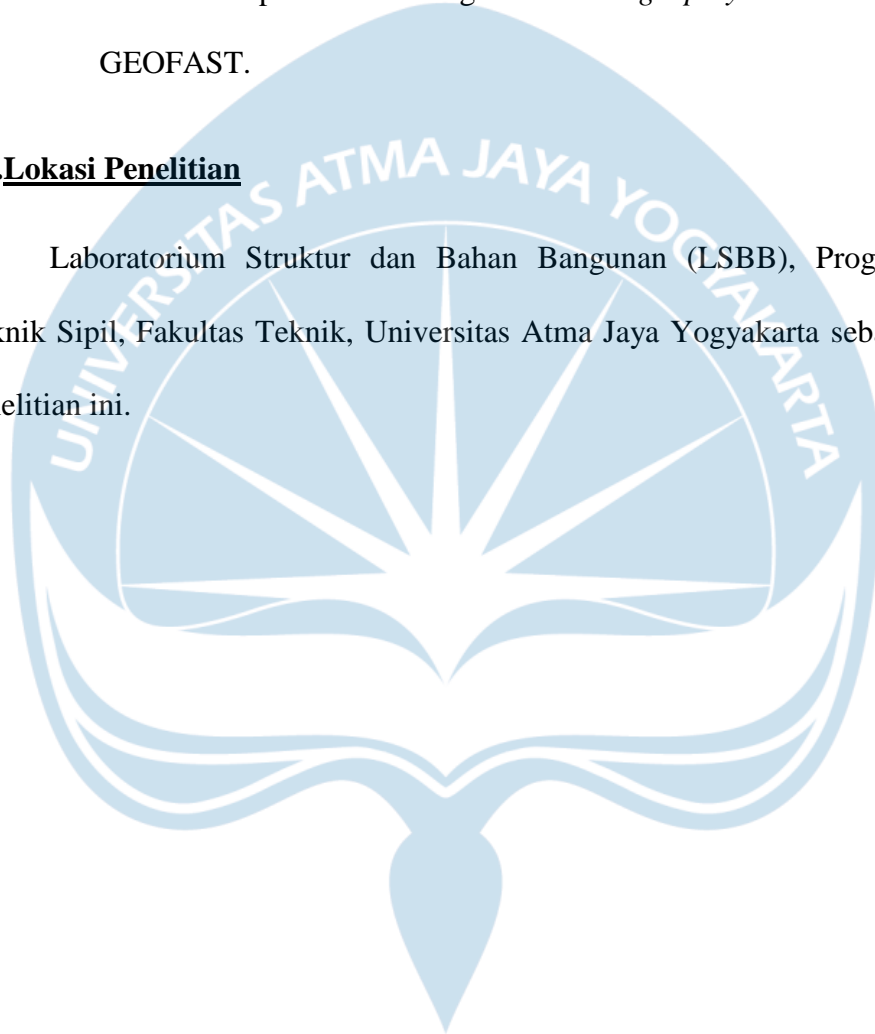 GEOFAST.
.Lokasi Penelitian
UNIVERSITAS ATMA JAYA YOGYAKARTA
Laboratorium Struktur dan Bahan Bangunan (LSBB), Prog
knik Sipil, Fakultas Teknik, Universitas Atma Jaya Yogyakarta seba
elitian ini.